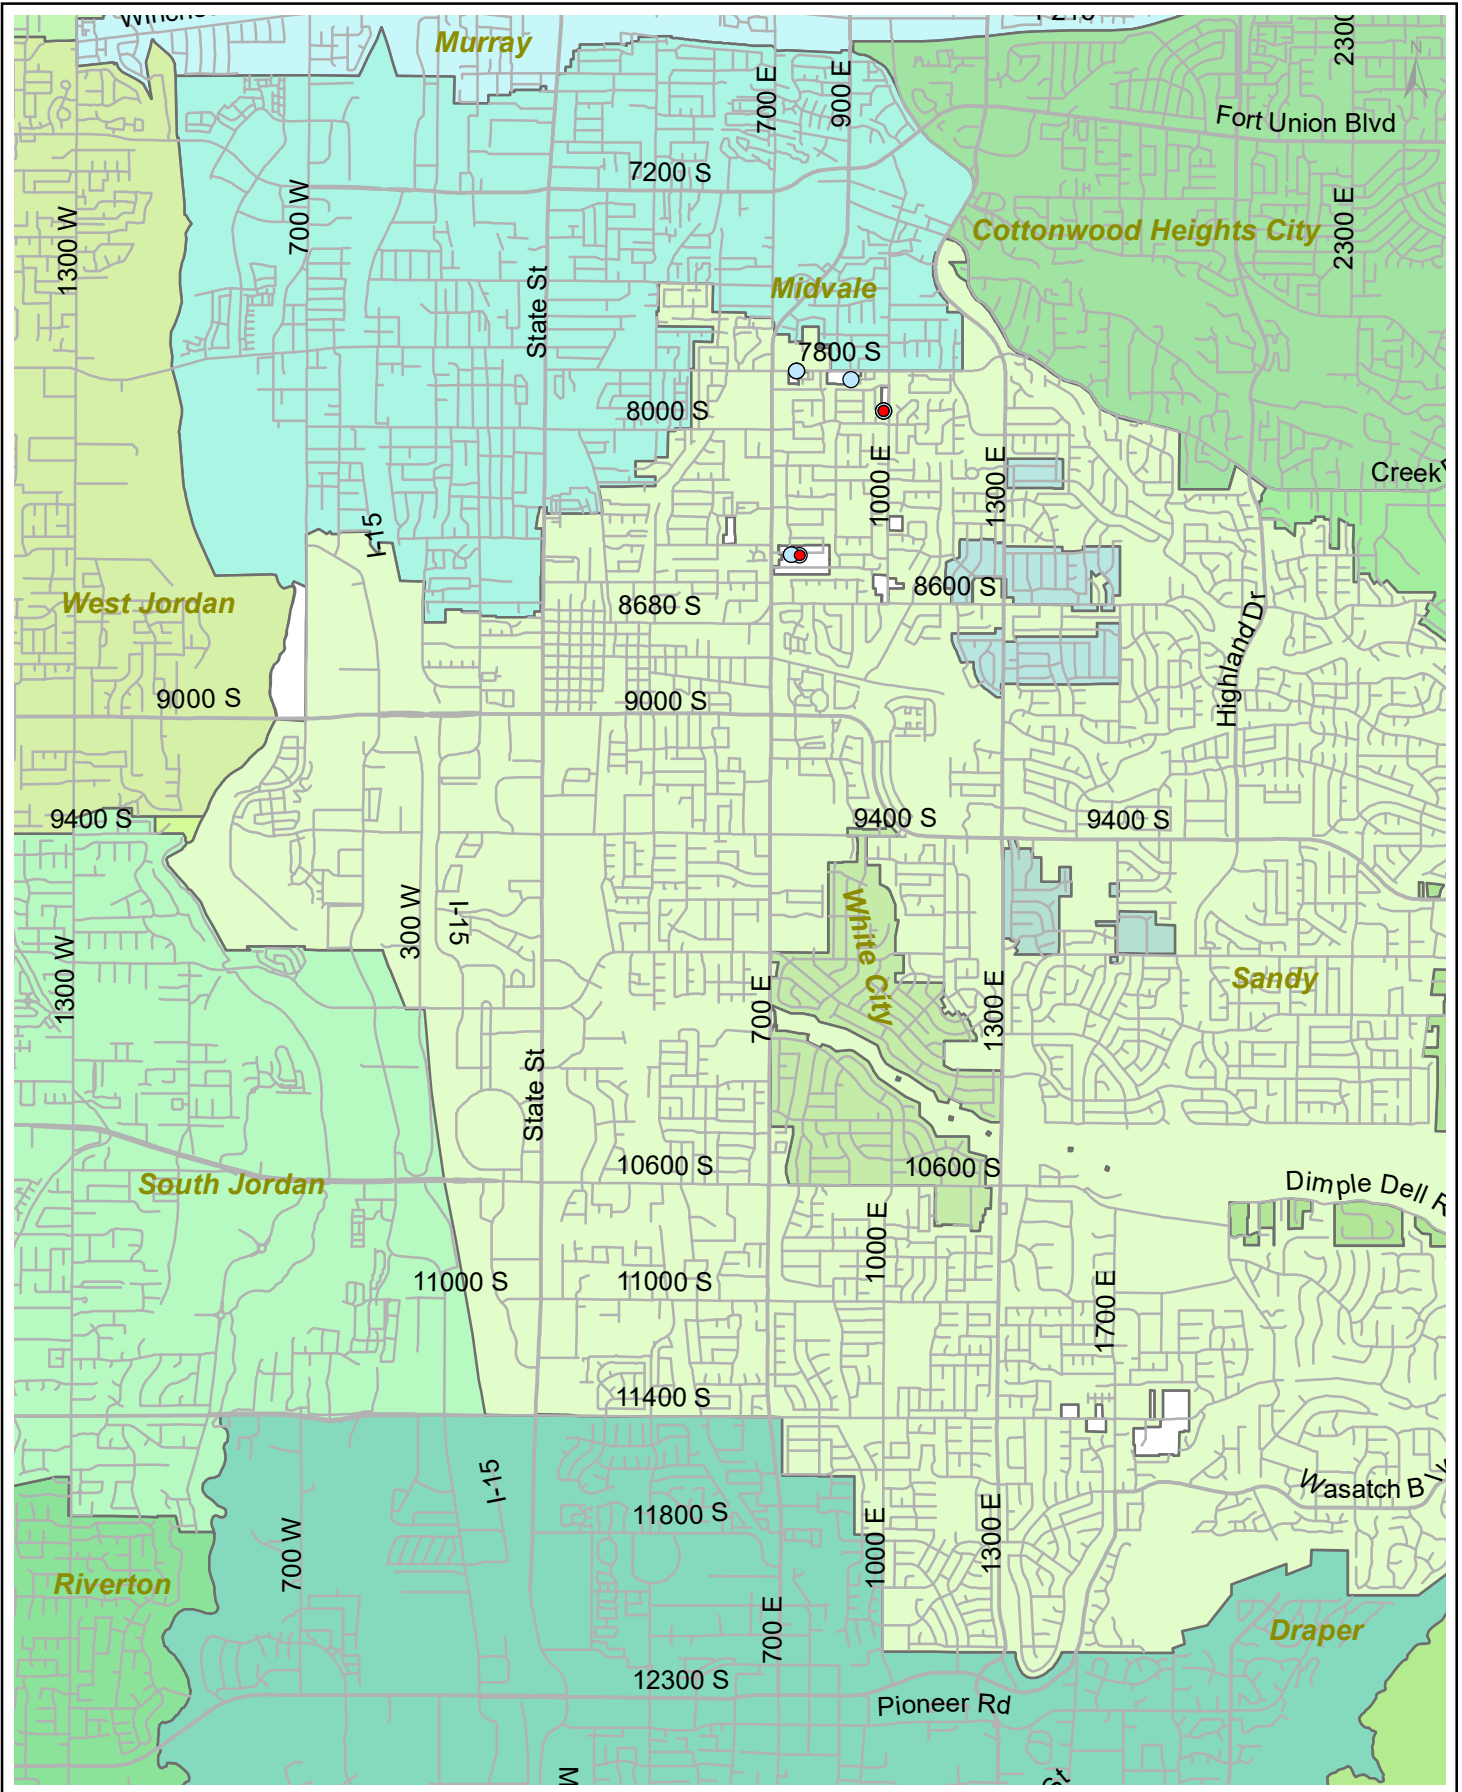 Murray
2300
N
700 E
900 E
Fort Union Blvd
7200 S
1300 W
700 W
2300 E
Cottonwood Heights City
State St
Midvale
7800 S
8000 S
1000 E
1300 E
Creek
I-15
8600 S
West Jordan
8680 S
Highland Dr
9000 S
9000 S
9400 S
9400 S
9400 S
300 W
I-15
White City
1300 W
Sandy
700 E
1300 E
State St
10600 S
10600 S
South Jordan
Dimple Dell R
1000 E
11000 S
11000 S
1700 E
11400 S
I-15
Wasatch Blv
11800 S
700 W
1000 E
1300 E
Riverton
700 E
Draper
12300 S
Pioneer Rd
M
St